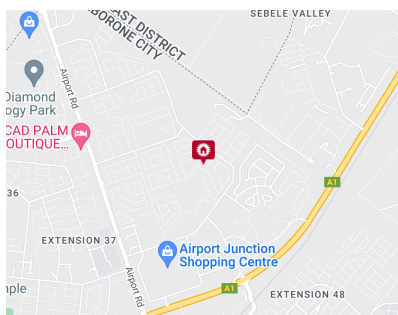 SEBELE VALLEY
AST DISTRICT
BORONE CITY
Airport Rd
Diamond
ogy Park
CAD PALM
OUTIQUE...
A1
36
EXTENSION 37
Airport Junction
Shopping Centre
Airport Rd
A1
EXTENSION 48
mple